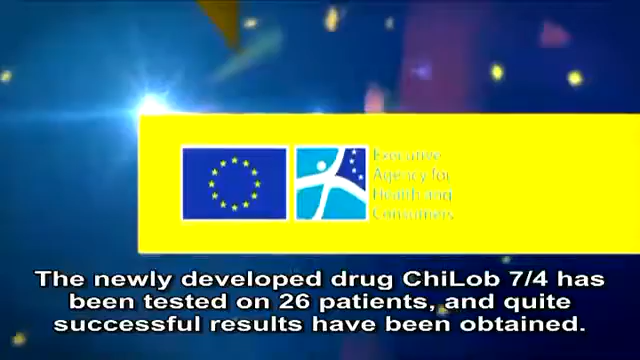 Executive
Agency for
Health and
Consumers
The newly developed drug ChiLob 7/4 has
been tested on 26 patients, and quite
successful results have been obtained.